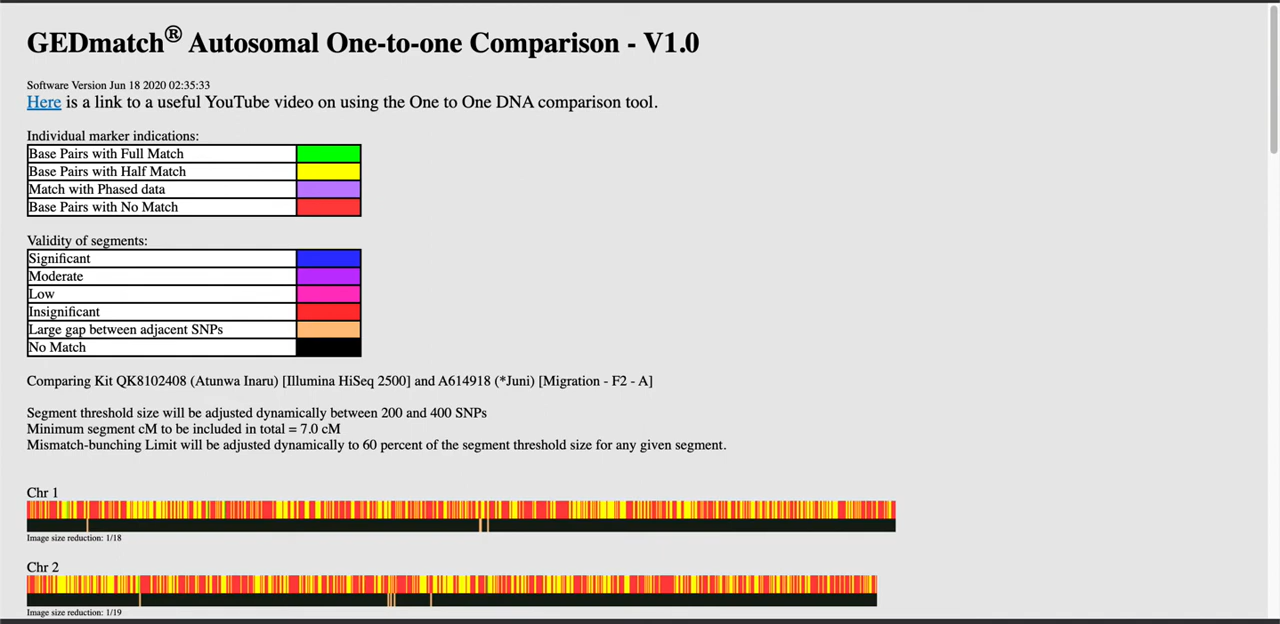 GEDmatch® Autosomal One-to-one Comparison - V1.0
Software Version Jun 18 2020 02:35:33
Here is a link to a useful YouTube video on using the One to One DNA comparison tool.
Individual marker indications:
Base Pairs with Full Match
Base Pairs with Half Match
Match with Phased data
Base Pairs with No Match
Validity of segments:
Significant
Moderate
Low
Insignificant
Large gap between adjacent SNPs
No Match
Comparing Kit QK8102408 (Atunwa Inaru) [Illumina HiSeq 2500] and A614918 (*Juni) [Migration - F2 - A]
Segment threshold size will be adjusted dynamically between 200 and 400 SNPs
Minimum segment cM to be included in total = 7.0 cM
Mismatch-bunching Limit will be adjusted dynamically to 60 percent of the segment threshold size for any given segment.
Chr 1
Image size reduction: 1/18
Chr 2
Image size reduction: 1/19